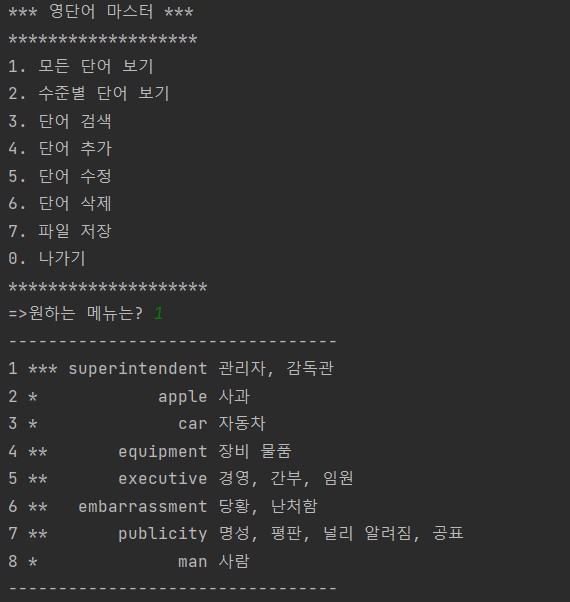 *** 영단어 마스터 ***
*******************
1. 모든 단어 보기
2. 수준별 단어 보기
3. 단어 검색
4. 단어 추가
5. 단어 수정
6. 단어 삭제
7. 파일 저장
0. 나가기
********************
=>원하는 메뉴는? 1
---------------------------------
1 *** superintendent 관리자, 감독관
2 *            apple 사과
3 *              car 자동차
4 **       equipment 장비 물품
5 **       executive 경영, 간부, 임원
6 **   embarrassment 당황, 난처함
7 **       publicity 명성, 평판, 널리 알려짐, 공표
8 *              man 사람
---------------------------------